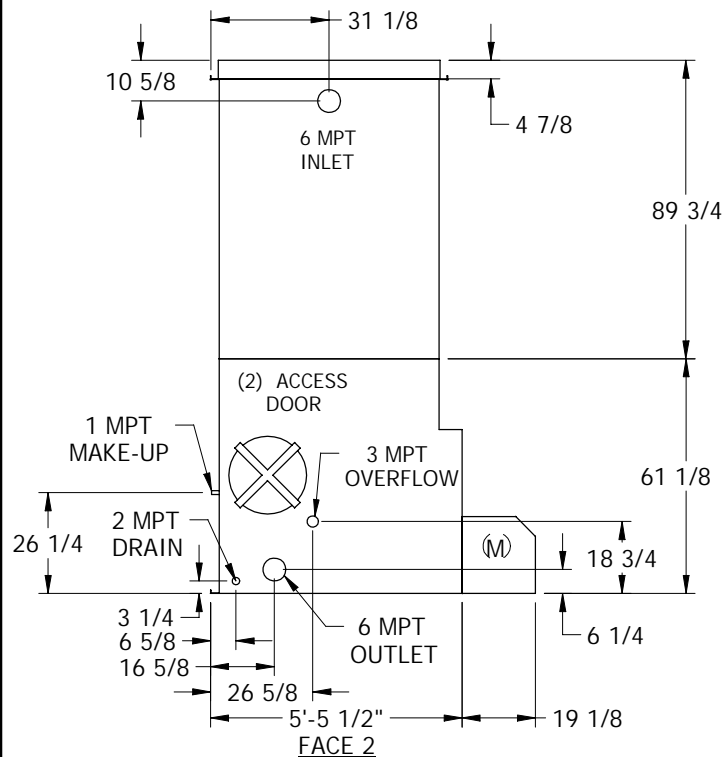 31 1/8
10 5/8
4 7/8
6 MPT
INLET
89 3/4
(2) ACCESS
DOOR
1 MPT
MAKE-UP
3 MPT
OVERFLOW
61 1/8
2 MPT
DRAIN
26 1/4
(M)
18 3/4
3 1/4
6 5/8
16 5/8
6 MPT
OUTLET
6 1/4
26 5/8
5'-5 1/2"
19 1/8
FACE 2